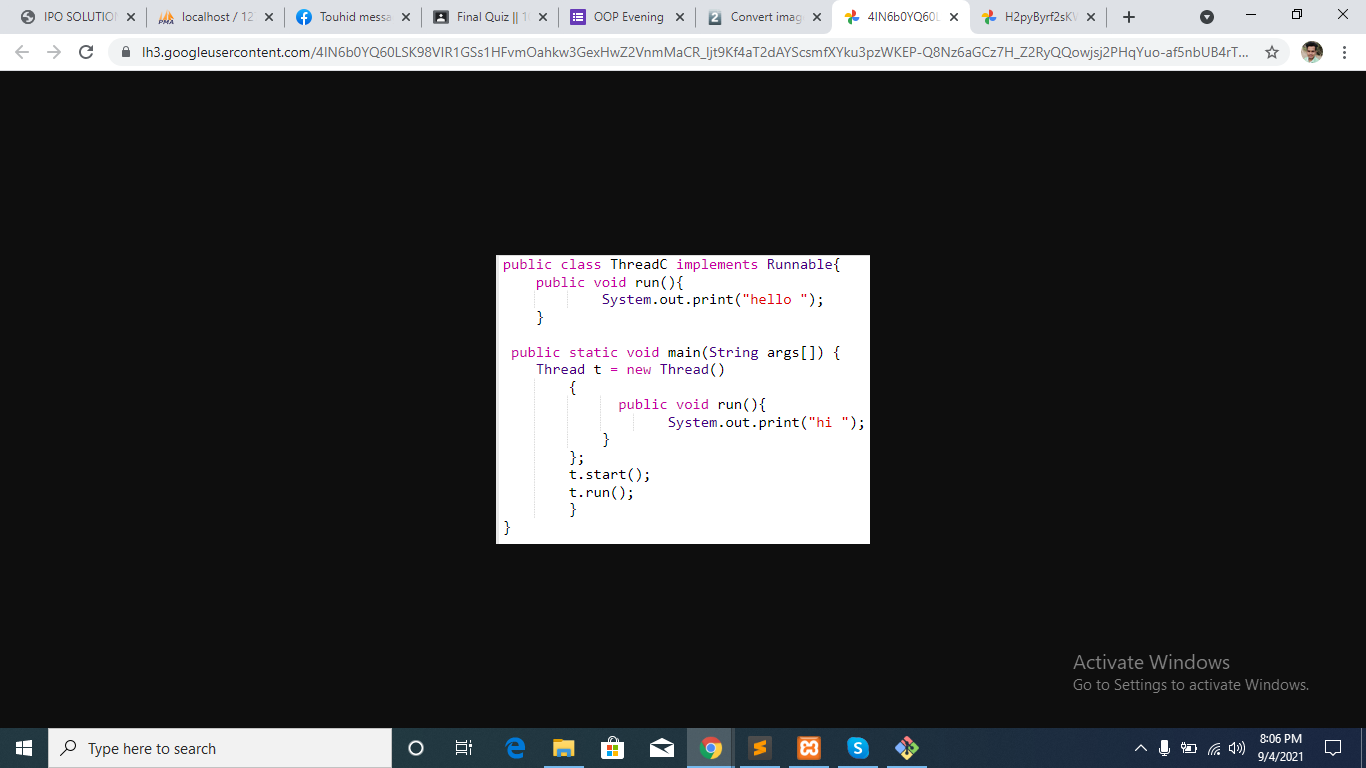 IPO SOLUTION
localhost / 12
Touhid messa
Final Quiz || 1
OOP Evening
Convert imag
4IN6b0YQ60L
H2pyByrf2sKV
lh3.googleusercontent.com/4IN6b0YQ60LSK98VIR1GSs1HFvmOahkw3GexHwZ2VnmMaCR_Ijt9Kf4aT2dAYScsmfXYku3pzWKEP-Q8Nz6aGCz7H_Z2RyQQowjsj2PHqYuo-af5nbUB4rT...
public class ThreadC implements Runnable{
public void run(){
System.out.print("hello ");
}
public static void main(String args[]) {
Thread t = new Thread()
{
public void run(){
System.out.print("hi ");
}
};
t.start();
t.run();
}
}
Activate Windows
Go to Settings to activate Windows.
Type here to search
8:06 PM
9/4/2021